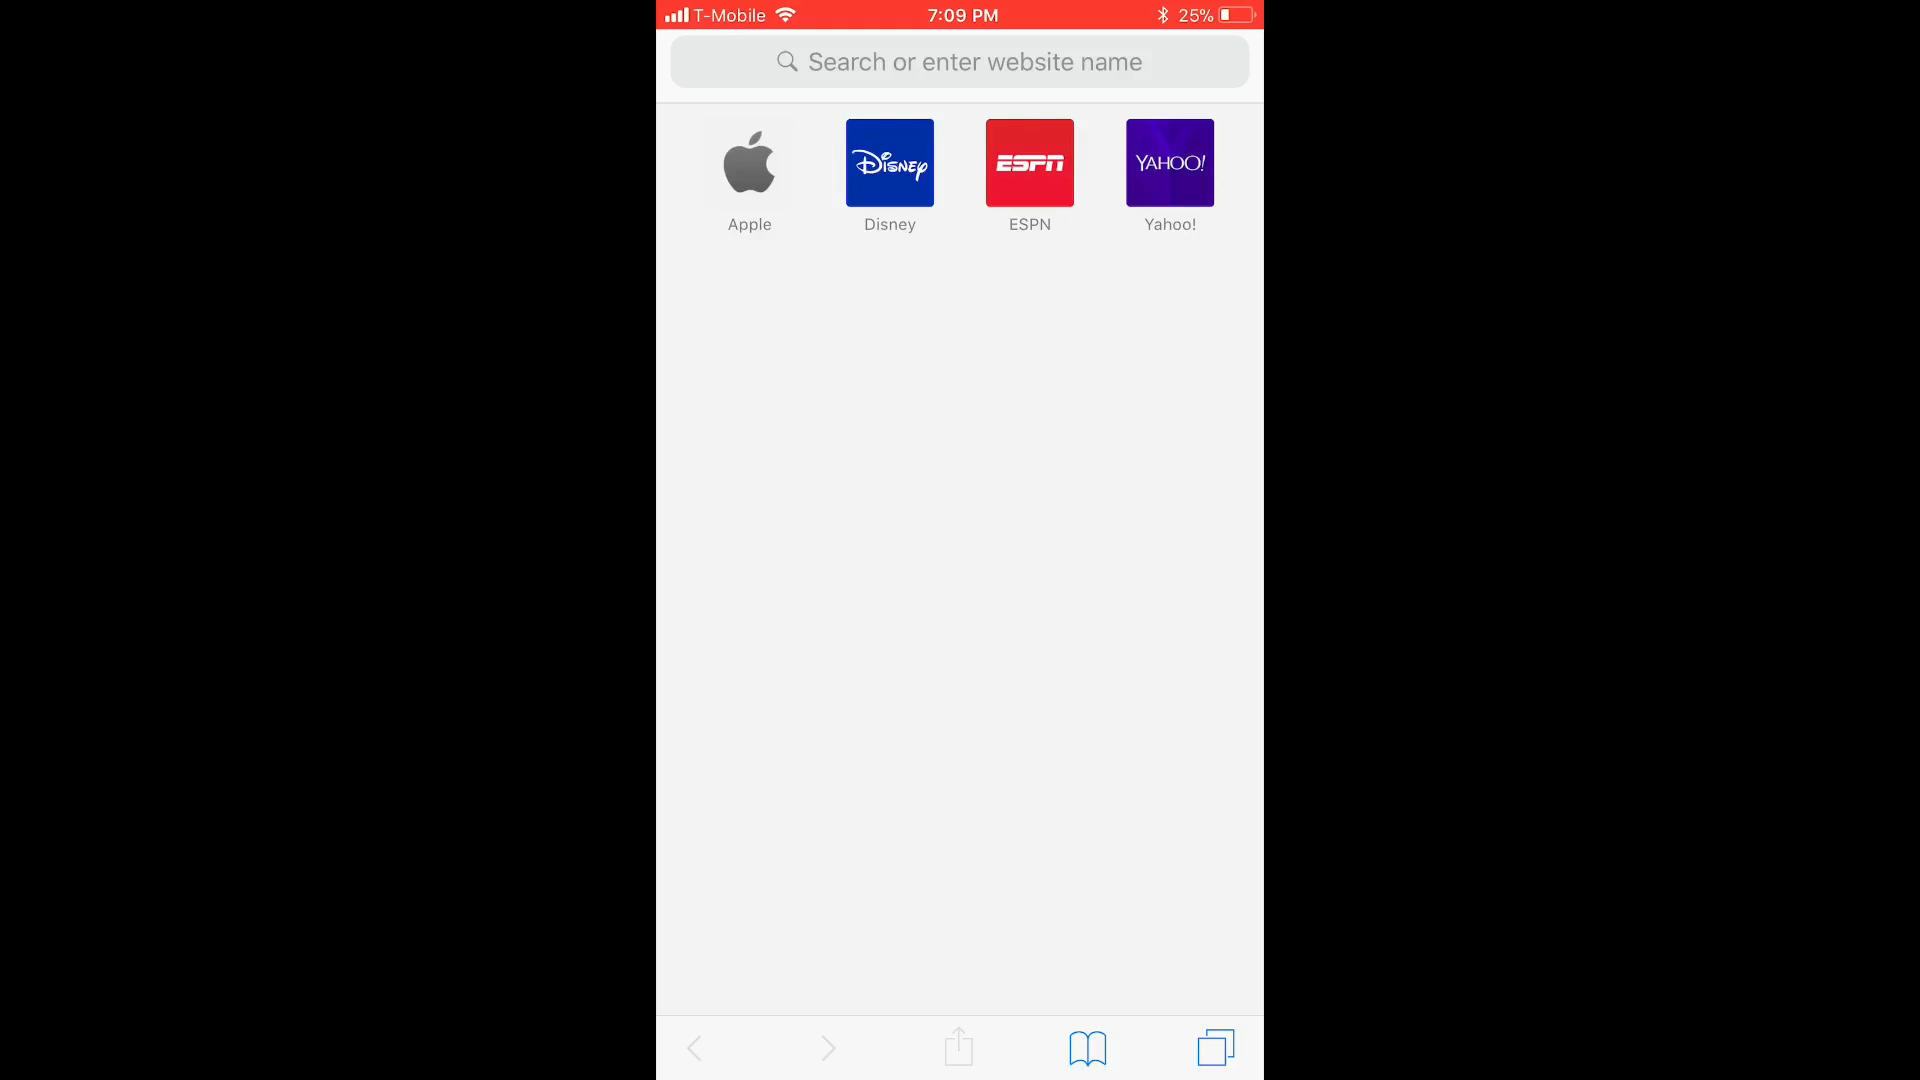 T-Mobile 7:09 PM 25%
Search or enter website name
Disney ESPN YAHOO!
Apple Disney ESPN Yahoo!